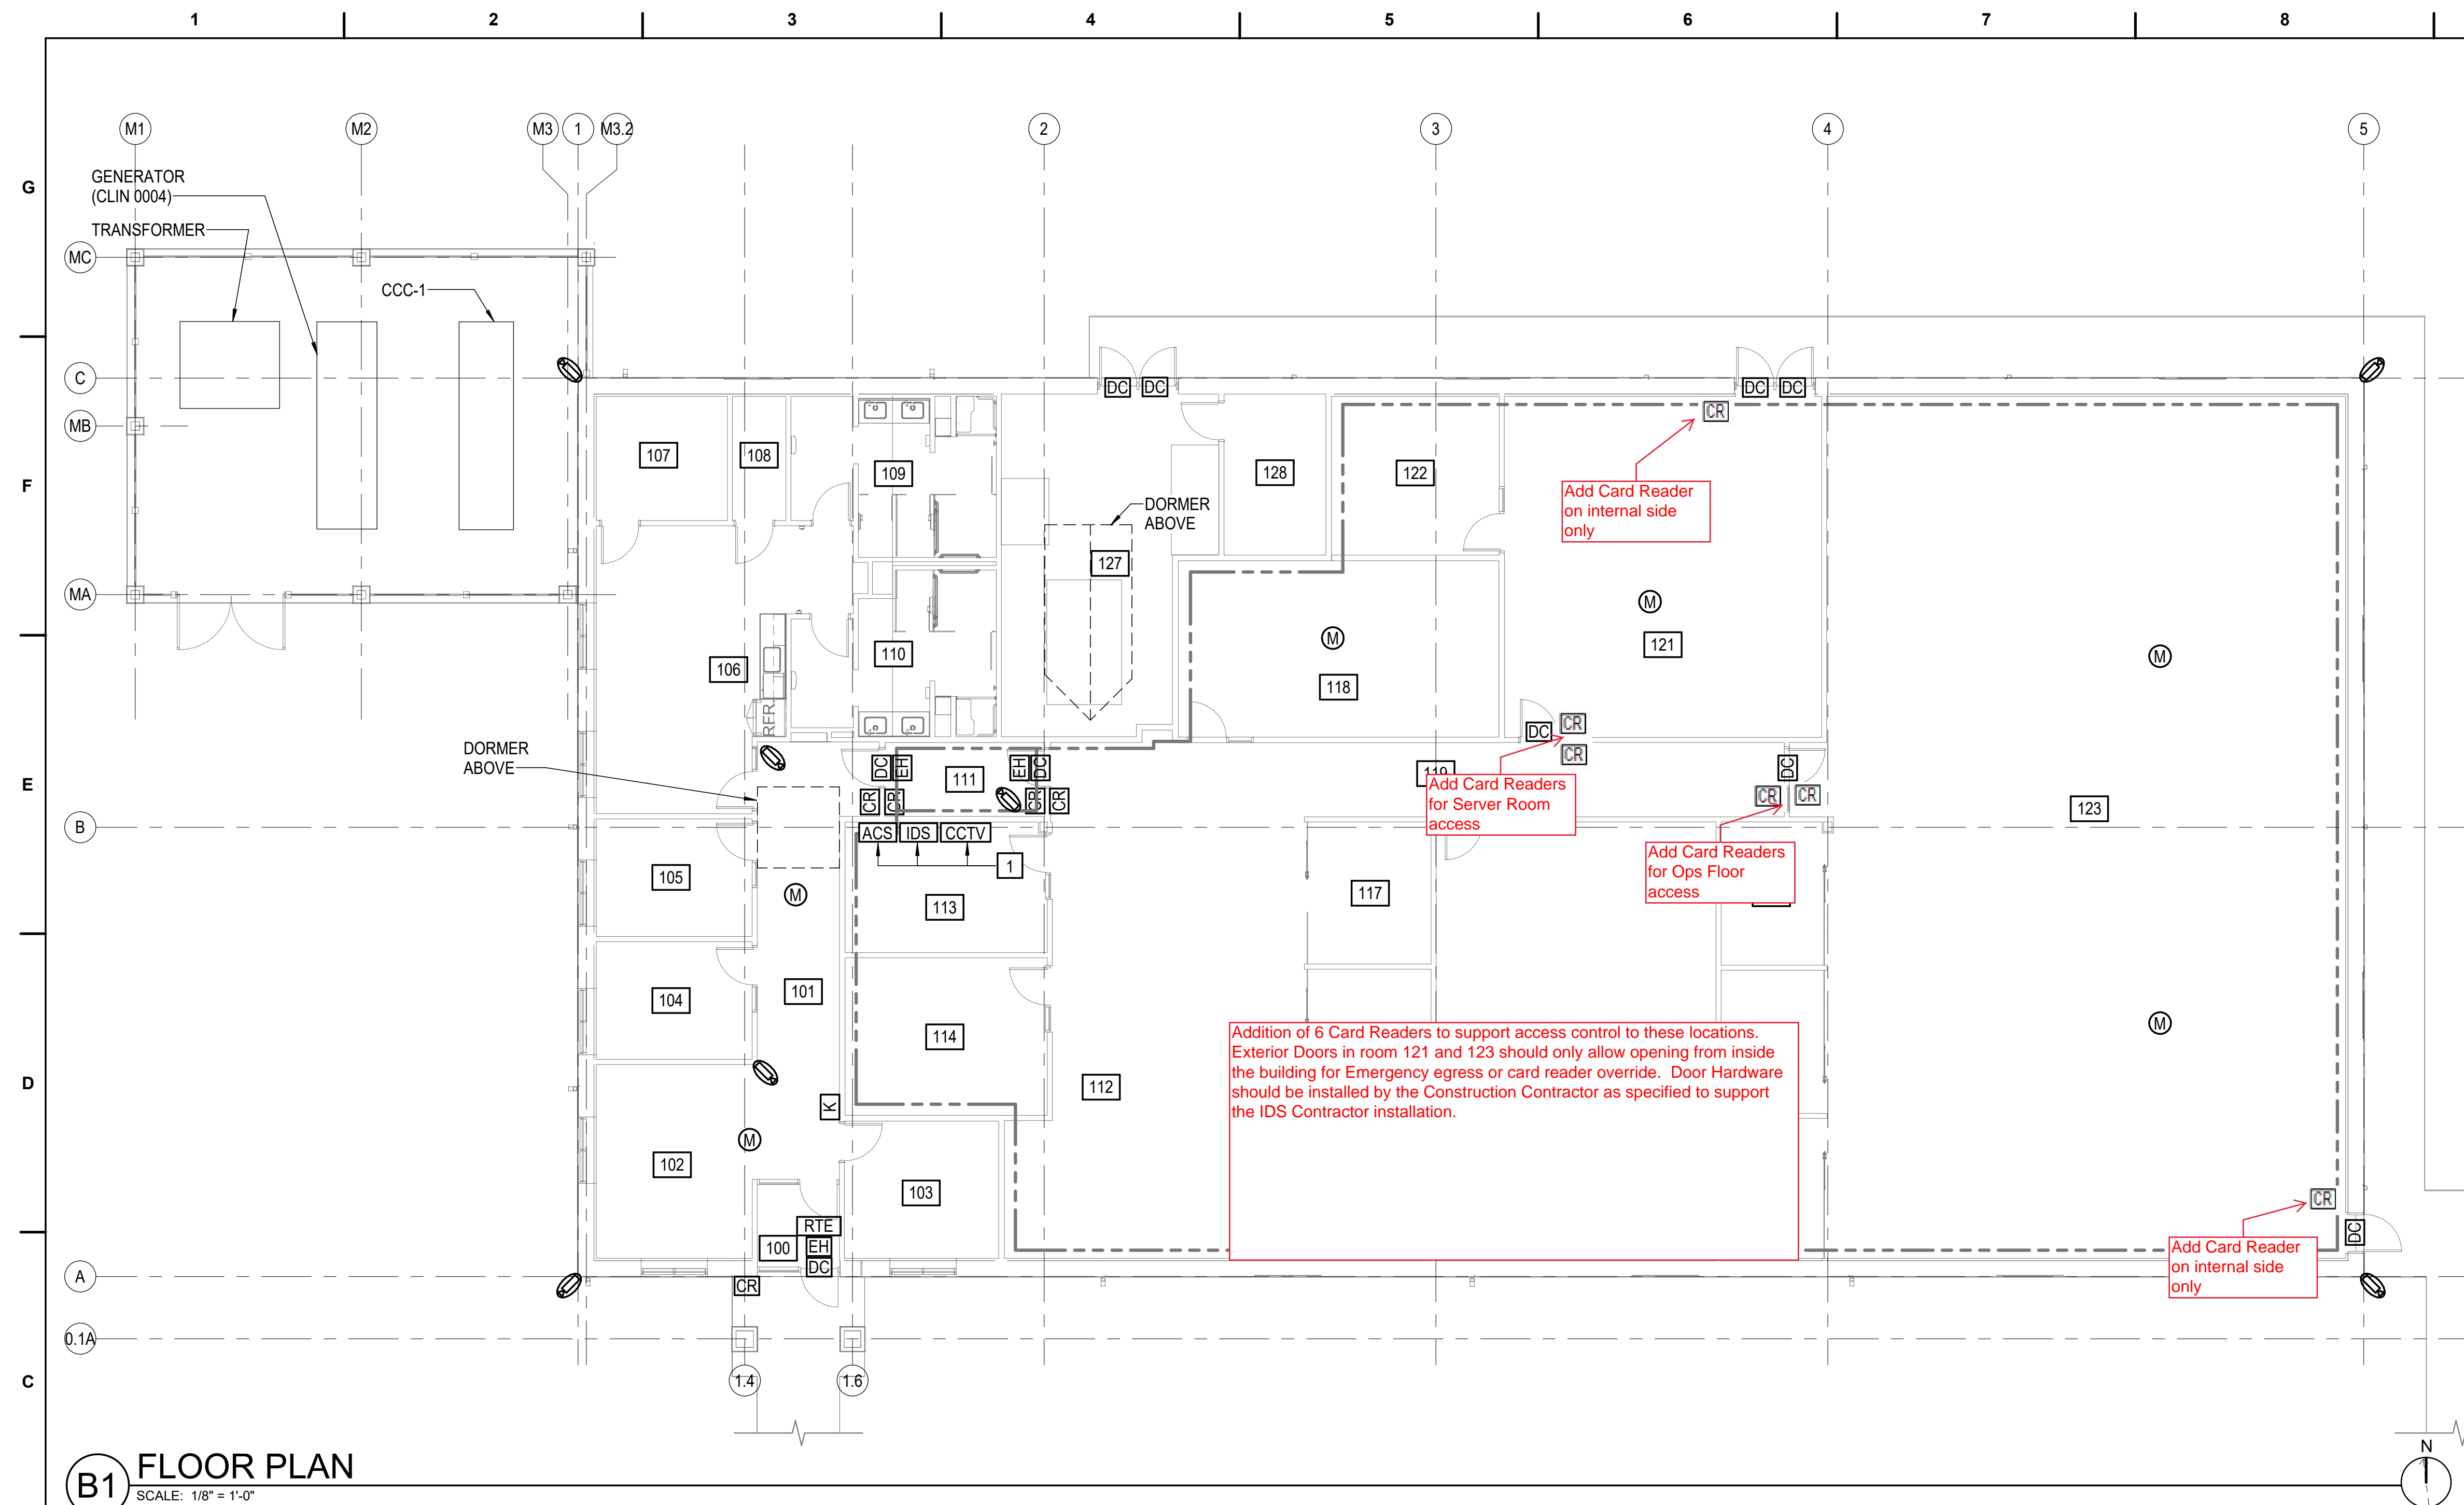 1 2 3 4 5 6 7 8
M1 M2 M3 1 M3.2 2 3 4 5
G
GENERATOR
(CLIN 0004)
TRANSFORMER
MC
CCC-1
C
DC DC DC DC
CR
MB
F
107 108 109 128 122
Add Card Reader
on internal side
only
DORMER
ABOVE
127
MA
M
M
121
110
106
118
M
REFR.
DORMER
ABOVE
DC
CR
CR
DC EH 111 EH DC
119
DC
E
CR CR CR CR
Add Card Readers
for Server Room
access
CR CR
123
B
ACS IDS CCTV
1
Add Card Readers
for Ops Floor
access
105
M
113
117
104
101
114
M
Addition of 6 Card Readers to support access control to these locations.
Exterior Doors in room 121 and 123 should only allow opening from inside
the building for Emergency egress or card reader override. Door Hardware
should be installed by the Construction Contractor as specified to support
the IDS Contractor installation.
D
112
K
M
102
103
CR
RTE
100
EH
DC
DC
Add Card Reader
on internal side
only
A
CR
0.1A
C
1.4 1.6
B1
FLOOR PLAN
SCALE: 1/8" = 1'-0"
N